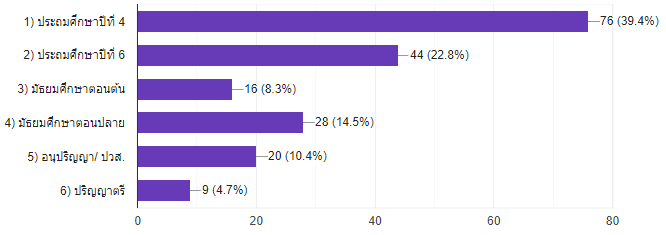 1) ประถมศึกษาปีที่ 4
76 (39.4%)
2) ประถมศึกษาปีที่ 6
44 (22.8%)
3) มัธยมศึกษาตอนต้น
16 (8.3%)
4) มัธยมศึกษาตอนปลาย
28 (14.5%)
5) อนุปริญญา/ ปวส.
20 (10.4%)
6) ปริญญาตรี
9 (4.7%)
0 20 40 60 80